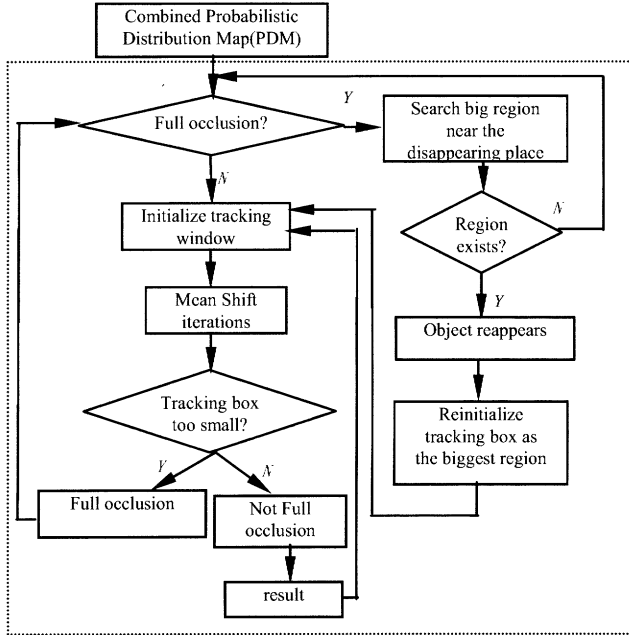 Combined Probabilistic
Distribution Map(PDM)
Full occlusion?
Y
Search big region
near the
disappearing place
N
Initialize tracking
window
Region
exists?
N
Mean Shift
iterations
Y
Object reappears
Tracking box
too small?
Reinitialize
tracking box as
the biggest region
Y
N
Full occlusion
Not Full
occlusion
result